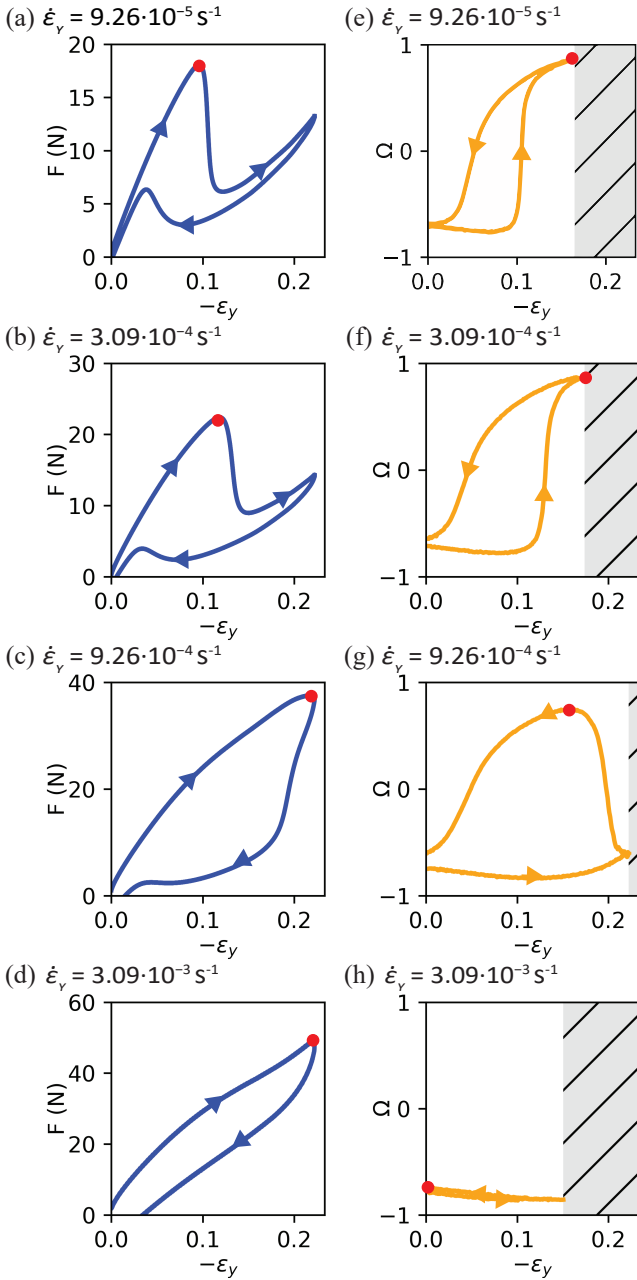 (a) ε̇ᵧ = 9.26·10⁻⁵ s⁻¹
20
15
10
5
0
F (N)
0.0 0.1 0.2
−εy
(e) ε̇ᵧ = 9.26·10⁻⁵ s⁻¹
1
0
−1
Ω
0.0 0.1 0.2
−εy
(b) ε̇ᵧ = 3.09·10⁻⁴ s⁻¹
30
20
10
0
F (N)
0.0 0.1 0.2
−εy
(f) ε̇ᵧ = 3.09·10⁻⁴ s⁻¹
1
0
−1
Ω
0.0 0.1 0.2
−εy
(c) ε̇ᵧ = 9.26·10⁻⁴ s⁻¹
40
20
0
F (N)
0.0 0.1 0.2
−εy
(g) ε̇ᵧ = 9.26·10⁻⁴ s⁻¹
1
0
−1
Ω
0.0 0.1 0.2
−εy
(d) ε̇ᵧ = 3.09·10⁻³ s⁻¹
60
40
20
0
F (N)
0.0 0.1 0.2
−εy
(h) ε̇ᵧ = 3.09·10⁻³ s⁻¹
1
0
−1
Ω
0.0 0.1 0.2
−εy